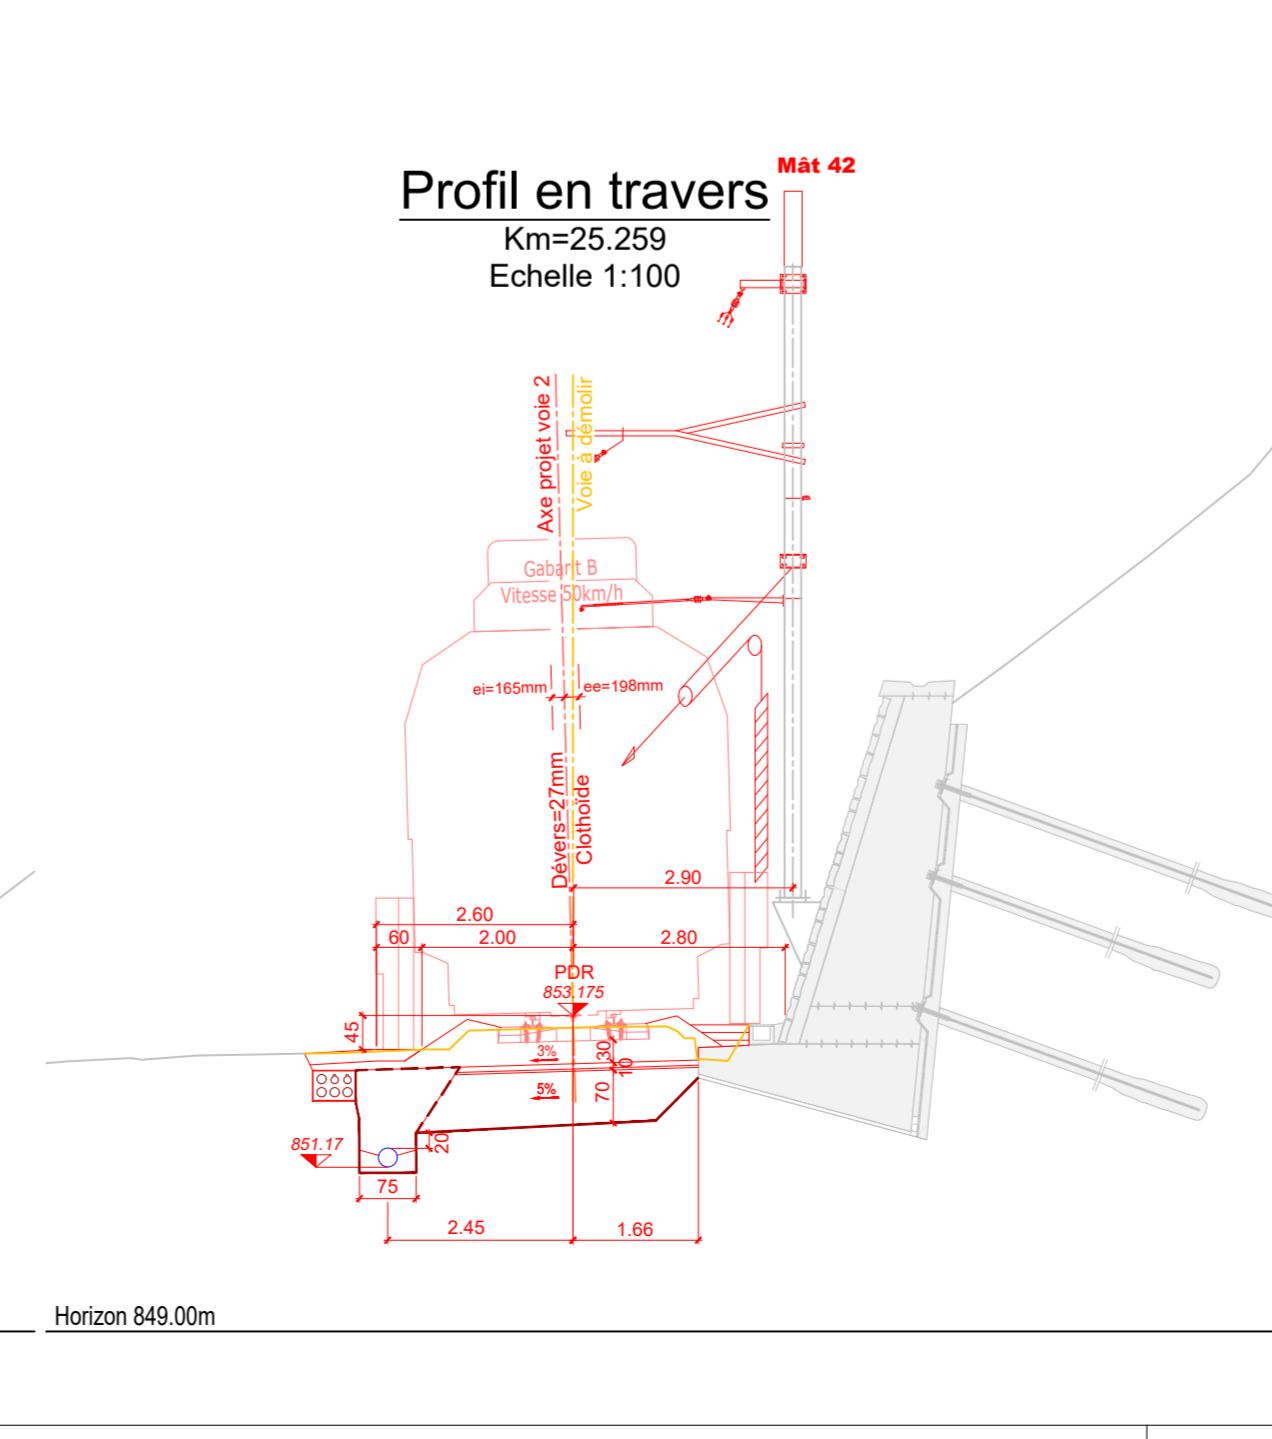 Mât 42
Profil en travers
Km=25.259
Echelle 1:100
Axe projet voie 2
Voie à démolir
Gabarit B
Vitesse 50km/h
ei=165mm
ee=198mm
Dévers=27mm
Clothoïde
2.90
2.60
60
2.00
2.80
PDR
853.175
45
3%
30
10
5%
70
851.17
20
75
2.45
1.66
Horizon 849.00m